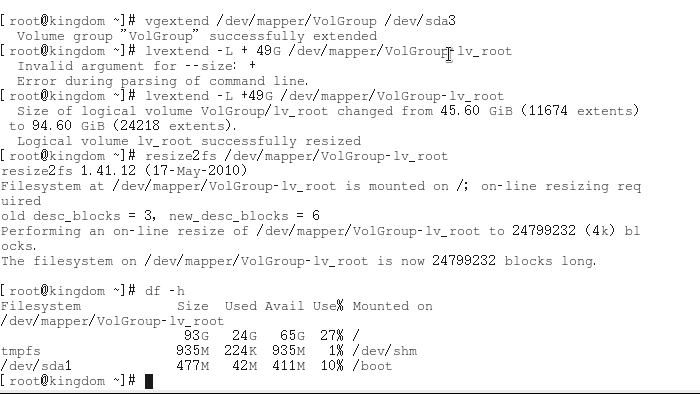 [root@kingdom ~]# vgextend /dev/mapper/VolGroup /dev/sda3
Volume group "VolGroup" successfully extended
[root@kingdom ~]# lvextend -L + 49G /dev/mapper/VolGroup-lv_root
Invalid argument for --size: +
Error during parsing of command line.
[root@kingdom ~]# lvextend -L +49G /dev/mapper/VolGroup-lv_root
Size of logical volume VolGroup/lv_root changed from 45.60 GiB (11674 extents)
to 94.60 GiB (24218 extents).
Logical volume lv_root successfully resized
[root@kingdom ~]# resize2fs /dev/mapper/VolGroup-lv_root
resize2fs 1.41.12 (17-May-2010)
Filesystem at /dev/mapper/VolGroup-lv_root is mounted on /; on-line resizing req
uired
old desc_blocks = 3, new_desc_blocks = 6
Performing an on-line resize of /dev/mapper/VolGroup-lv_root to 24799232 (4k) bl
ocks.
The filesystem on /dev/mapper/VolGroup-lv_root is now 24799232 blocks long.
[root@kingdom ~]# df -h
Filesystem Size Used Avail Use% Mounted on
/dev/mapper/VolGroup-lv_root
93G 24G 65G 27% /
tmpfs 935M 224K 935M 1% /dev/shm
/dev/sda1 477M 42M 411M 10% /boot
[root@kingdom ~]#